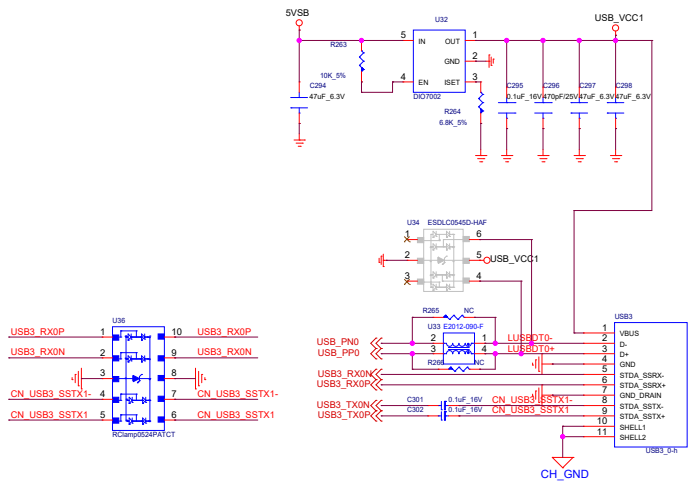 5VSB
U32
USB_VCC1
R263
10K_5%
5 IN OUT 1
GND 2
4 EN ISET 3
DIO7002
C294
47uF_6.3V
R264
6.8K_5%
C295
0.1uF_16V
C296
470pF/25V
C297
47uF_6.3V
C298
47uF_6.3V
U34 ESDLC0545D-HAF
1 6
2 5 USB_VCC1
3 4
R265 NC
U33 E2012-090-F
USB_PN0 2 1 LUSBDT0-
USB_PP0 3 4 LUSBDT0+
R266 NC
USB3_RX0N
USB3_RX0P
USB3_TX0N C301 0.1uF_16V CN_USB3_SSTX1-
USB3_TX0P C302 0.1uF_16V CN_USB3_SSTX1
USB3
1 VBUS
2 D-
3 D+
4 GND
5 STDA_SSRX-
6 STDA_SSRX+
7 GND_DRAIN
8 STDA_SSTX-
9 STDA_SSTX+
10 SHELL1
11 SHELL2
USB3_0-h
CH_GND
U36
USB3_RX0P 1 10 USB3_RX0P
USB3_RX0N 2 9 USB3_RX0N
3 8
CN_USB3_SSTX1- 4 7 CN_USB3_SSTX1-
CN_USB3_SSTX1 5 6 CN_USB3_SSTX1
RClamp0524PATCT